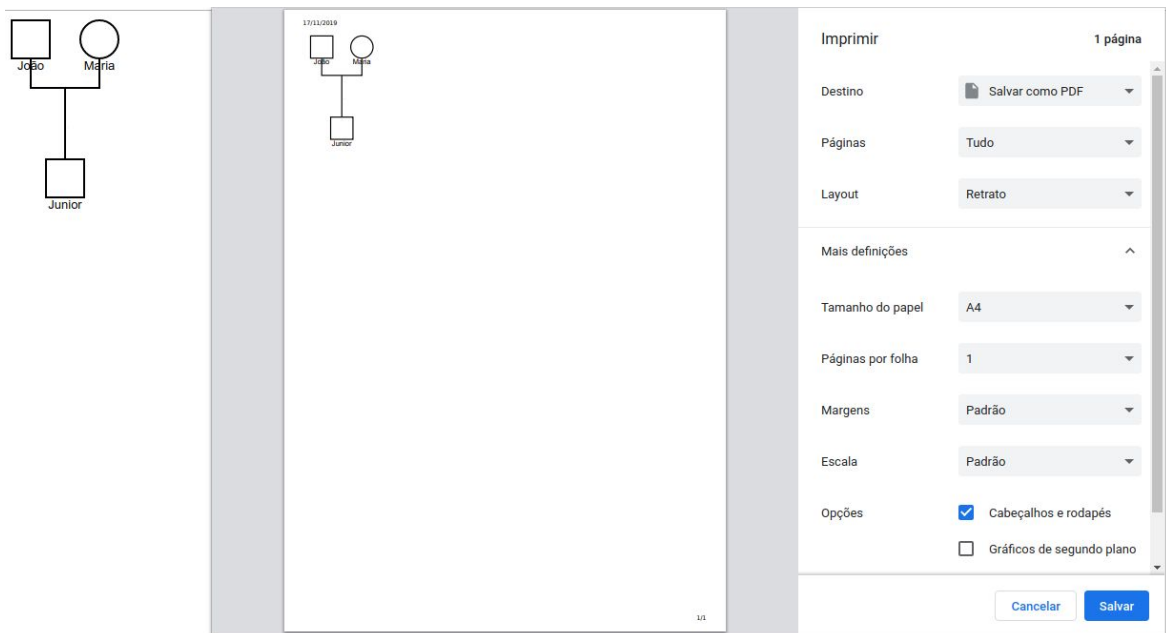 João Maria
Junior
17/11/2019
João Maria
Junior
1/1
Imprimir 1 página
Destino Salvar como PDF
Páginas Tudo
Layout Retrato
Mais definições
Tamanho do papel A4
Páginas por folha 1
Margens Padrão
Escala Padrão
Opções Cabeçalhos e rodapés
Gráficos de segundo plano
Cancelar Salvar